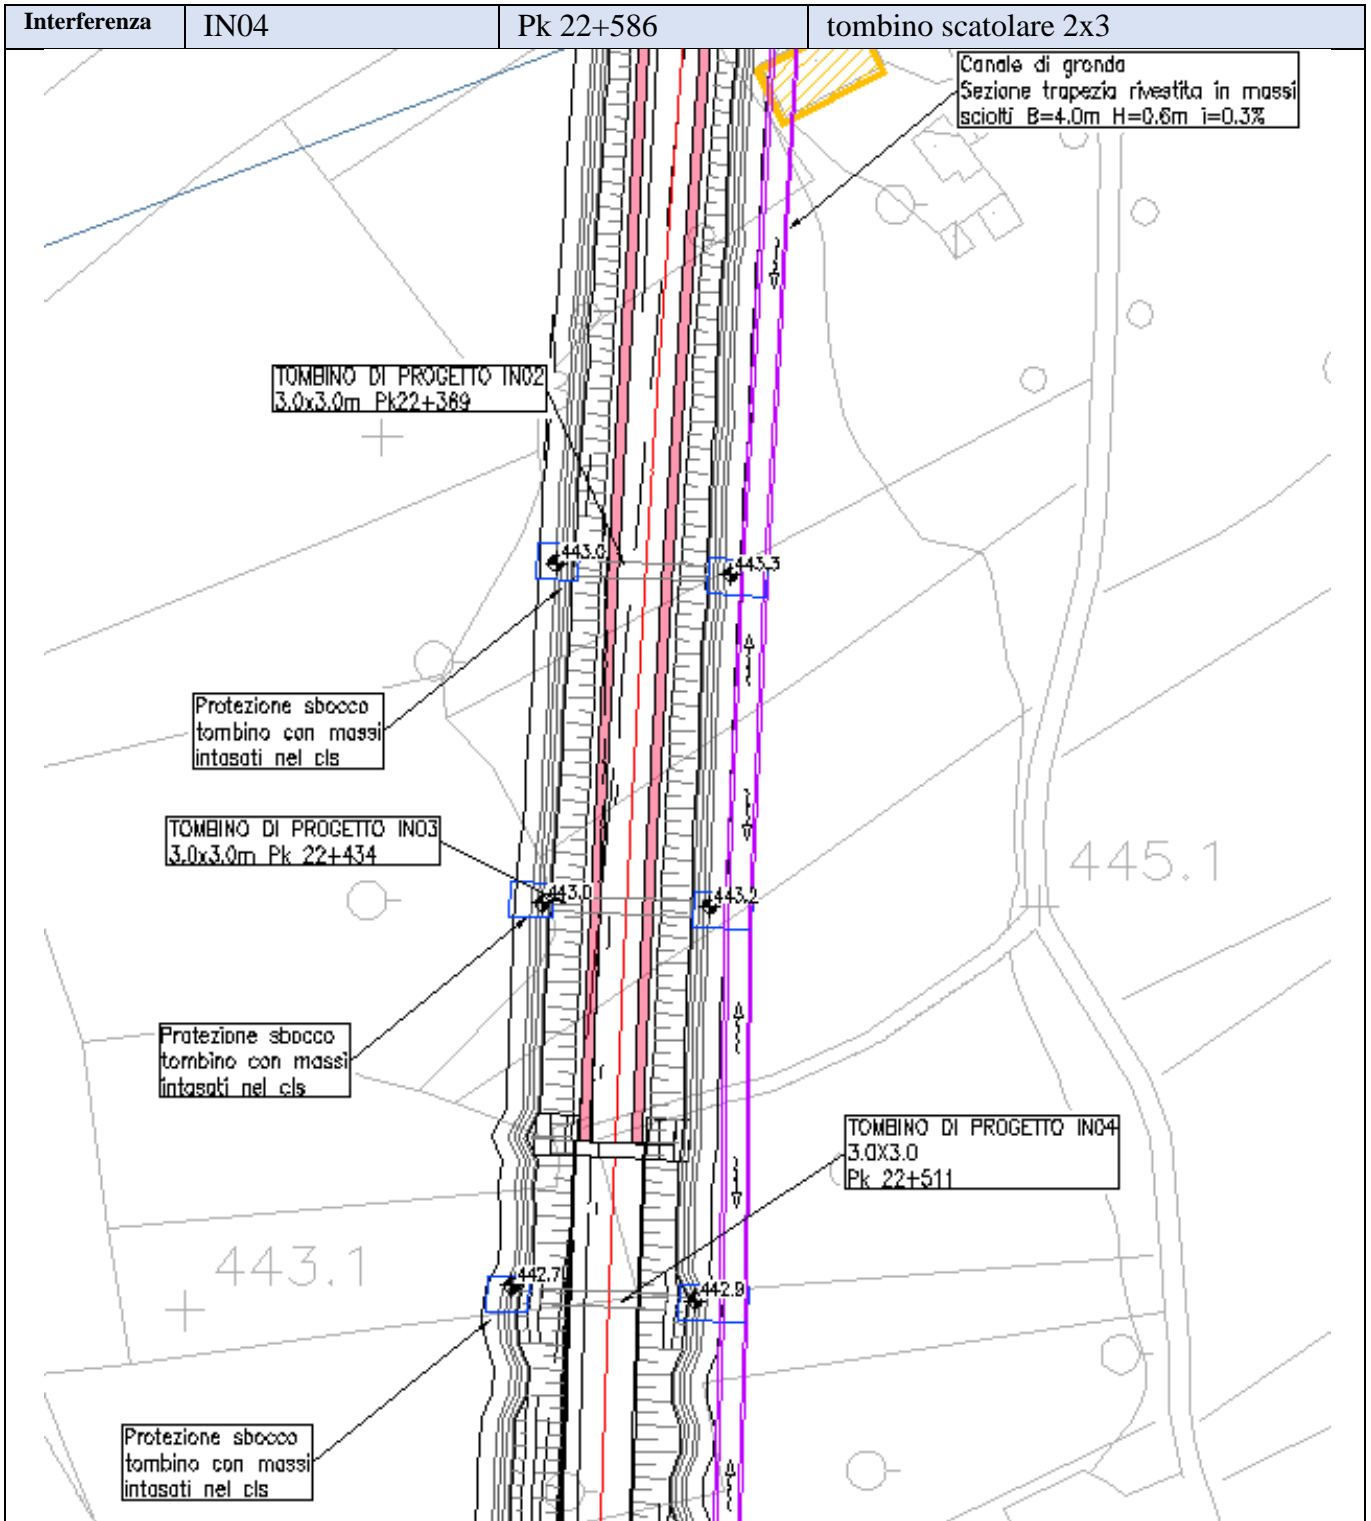 Interferenza IN04 Pk 22+586 tombino scatolare 2x3
Canale di gronda
Sezione trapezia rivestita in massi
sciolti B=4.0m H=0.6m i=0.3%
TOMBINO DI PROGETTO IN02
3.0x3.0m Pk22+369
443.0
443.3
Protezione sbocco
tombino con massi
intasati nel cls
TOMBINO DI PROGETTO IN03
3.0x3.0m Pk 22+434
445.1
443.0
443.2
Protezione sbocco
tombino con massi
intasati nel cls
TOMBINO DI PROGETTO IN04
3.0X3.0
Pk 22+511
443.1
442.7
442.9
Protezione sbocco
tombino con massi
intasati nel cls